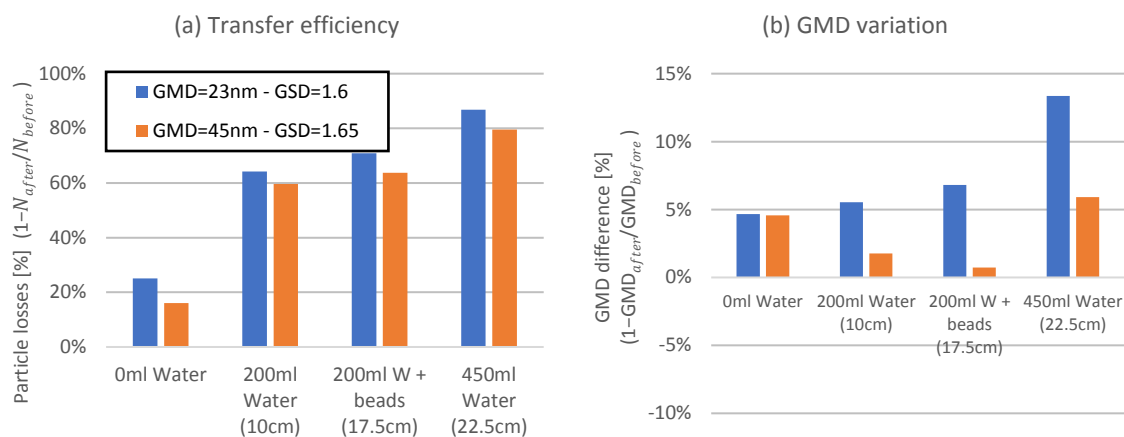 (a) Transfer efficiency
Particle losses [%] (1−N_after/N_before)
100%
80%
60%
40%
20%
0%
GMD=23nm - GSD=1.6
GMD=45nm - GSD=1.65
0ml Water
200ml
Water
(10cm)
200ml W +
beads
(17.5cm)
450ml
Water
(22.5cm)
(b) GMD variation
GMD difference [%]
(1−GMD_after/GMD_before)
15%
10%
5%
0%
-5%
-10%
0ml Water
200ml Water
(10cm)
200ml W +
beads
(17.5cm)
450ml Water
(22.5cm)